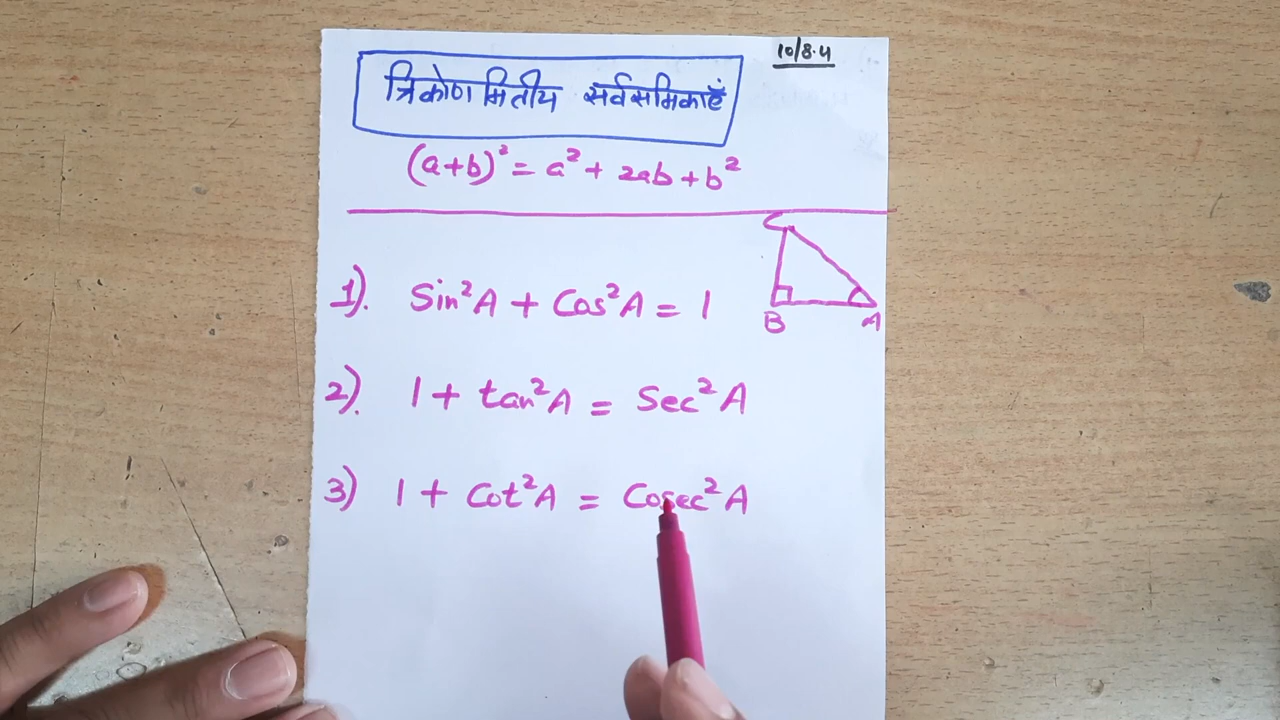 10/8.4
त्रिकोणमितीय सर्वसमिकाएं
(a+b)² = a² + 2ab + b²
C
1). Sin²A + Cos²A = 1
B A
2). 1 + tan²A = Sec²A
3) 1 + Cot²A = Cosec²A